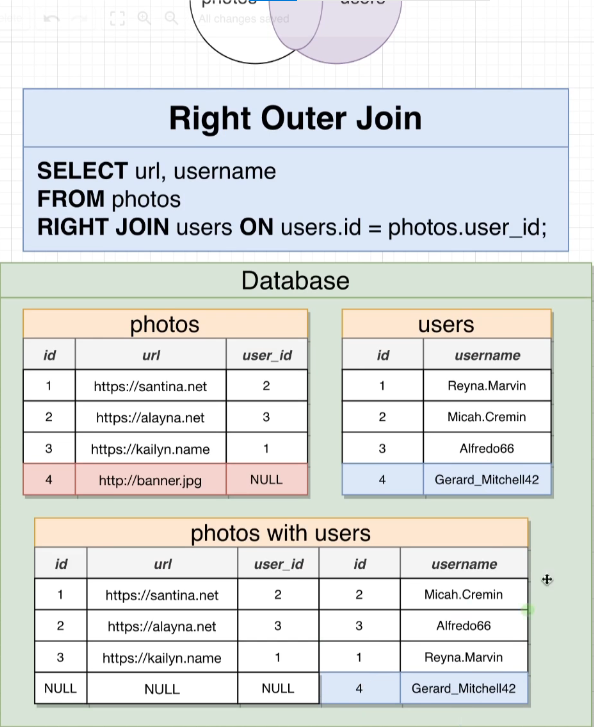 photos users
All changes saved
Right Outer Join
SELECT url, username
FROM photos
RIGHT JOIN users ON users.id = photos.user_id;
Database
photos
id url user_id
1 https://santina.net 2
2 https://alayna.net 3
3 https://kailyn.name 1
4 http://banner.jpg NULL
users
id username
1 Reyna.Marvin
2 Micah.Cremin
3 Alfredo66
4 Gerard_Mitchell42
photos with users
id url user_id id username
1 https://santina.net 2 2 Micah.Cremin
2 https://alayna.net 3 3 Alfredo66
3 https://kailyn.name 1 1 Reyna.Marvin
NULL NULL NULL 4 Gerard_Mitchell42